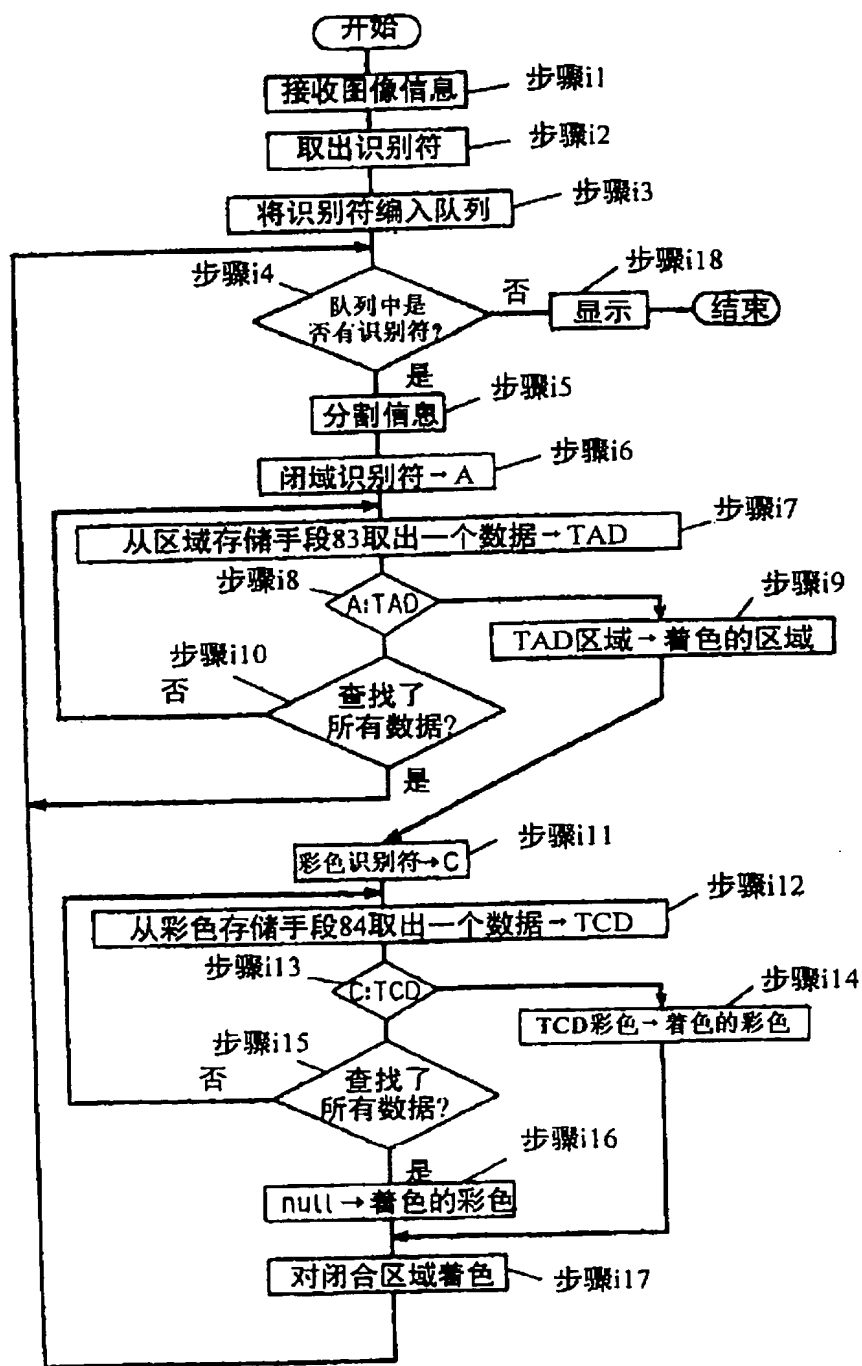 开始
步骤i1
接收图像信息
步骤i2
取出识别符
步骤i3
将识别符编入队列
步骤i4
步骤i18
队列中是
否有识别符?
否
显示
结束
是
步骤i5
分割信息
步骤i6
闭域识别符→A
步骤i7
从区域存储手段83取出一个数据→TAD
步骤i8
步骤i9
A:TAD
TAD区域→着色的区域
步骤i10
否
查找了
所有数据?
是
步骤i11
彩色识别符→C
步骤i12
从彩色存储手段84取出一个数据→TCD
步骤i13
步骤i14
C:TCD
TCD彩色→着色的彩色
步骤i15
否
查找了
所有数据?
步骤i16
是
null→着色的彩色
对闭合区域着色
步骤i17